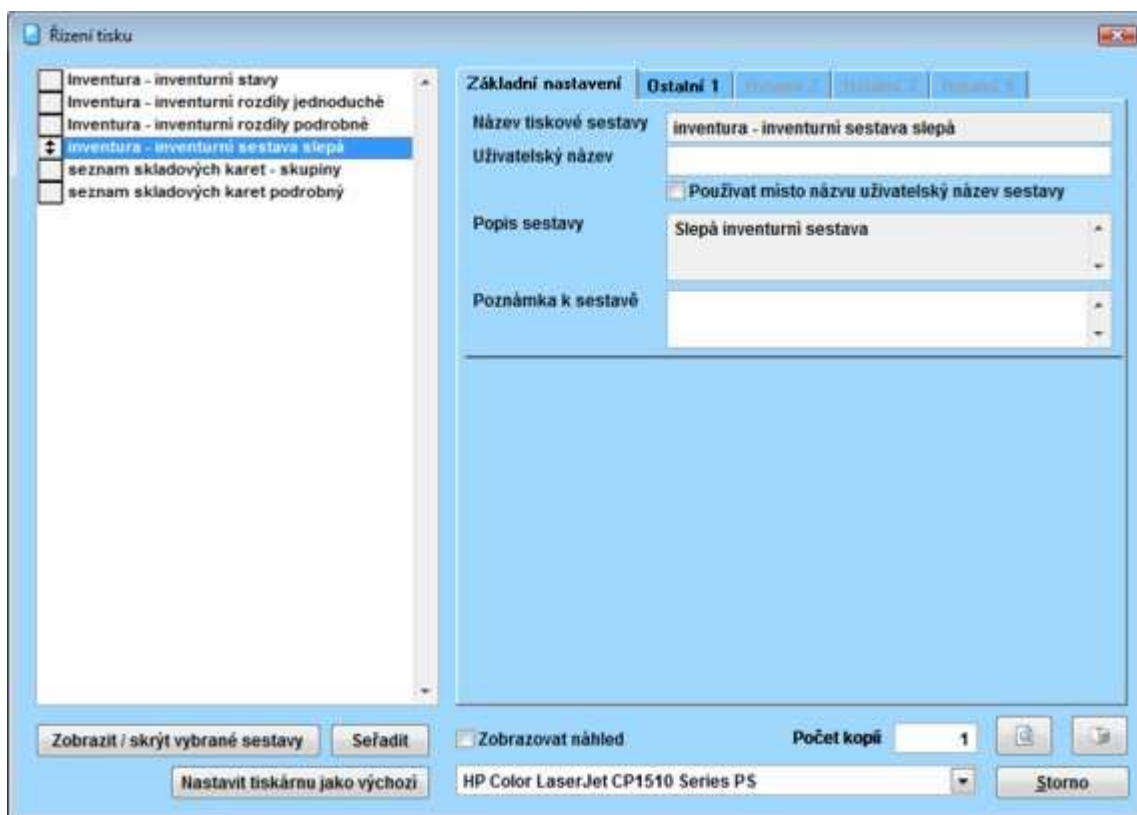 Řízení tisku
Inventura - inventurní stavy
Inventura - inventurní rozdíly jednoduché
Inventura - inventurní rozdíly podrobné
inventura - inventurní sestava slepá
seznam skladových karet - skupiny
seznam skladových karet podrobný
Základní nastavení
Ostatní 1
Název tiskové sestavy
inventura - inventurní sestava slepá
Uživatelský název
Používat místo názvu uživatelský název sestavy
Popis sestavy
Slepá inventurní sestava
Poznámka k sestavě
Zobrazit / skrýt vybrané sestavy
Seřadit
Zobrazovat náhled
Počet kopií
1
Nastavit tiskárnu jako výchozí
HP Color LaserJet CP1510 Series PS
Storno